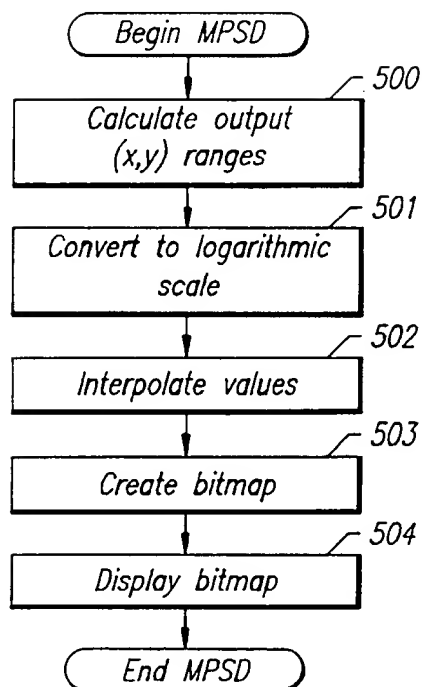 Begin MPSD
500
Calculate output
(x,y) ranges
501
Convert to logarithmic
scale
502
Interpolate values
503
Create bitmap
504
Display bitmap
End MPSD